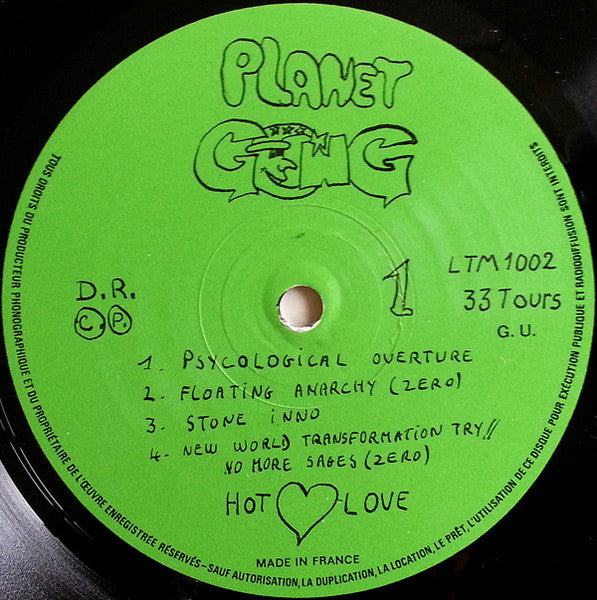 PLANET
GONG
1
LTM 1002
D.R.
33 Tours
C. P.
G. U.
1. PSYCOLOGICAL OVERTURE
2. FLOATING ANARCHY (ZERO)
3. STONE INNO
4- NEW WORLD TRANSFORMATION TRY!!
NO MORE SAGES (ZERO)
HOT LOVE
MADE IN FRANCE
TOUS DROITS DU PRODUCTEUR PHONOGRAPHIQUE ET DU PROPRIÉTAIRE DE L'ŒUVRE ENREGISTRÉE RÉSERVÉS-SAUF AUTORISATION, LA DUPLICATION, LA LOCATION, LE PRÊT, L'UTILISATION DE CE DISQUE POUR EXÉCUTION PUBLIQUE ET RADIODIFFUSION SONT INTERDITS